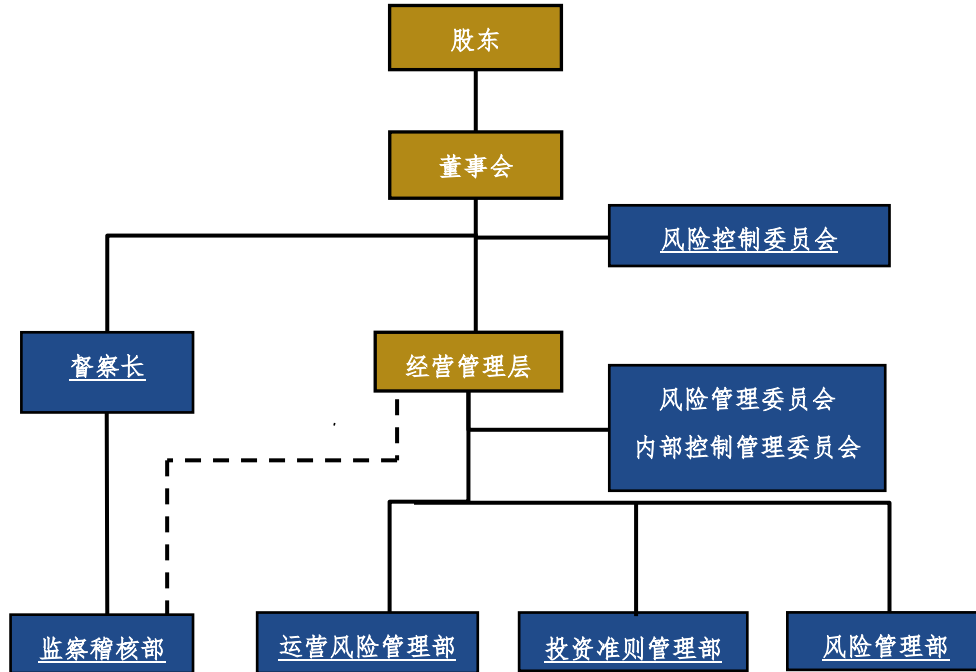 股东
董事会
风险控制委员会
督察长
经营管理层
风险管理委员会
内部控制管理委员会
监察稽核部
运营风险管理部
投资准则管理部
风险管理部